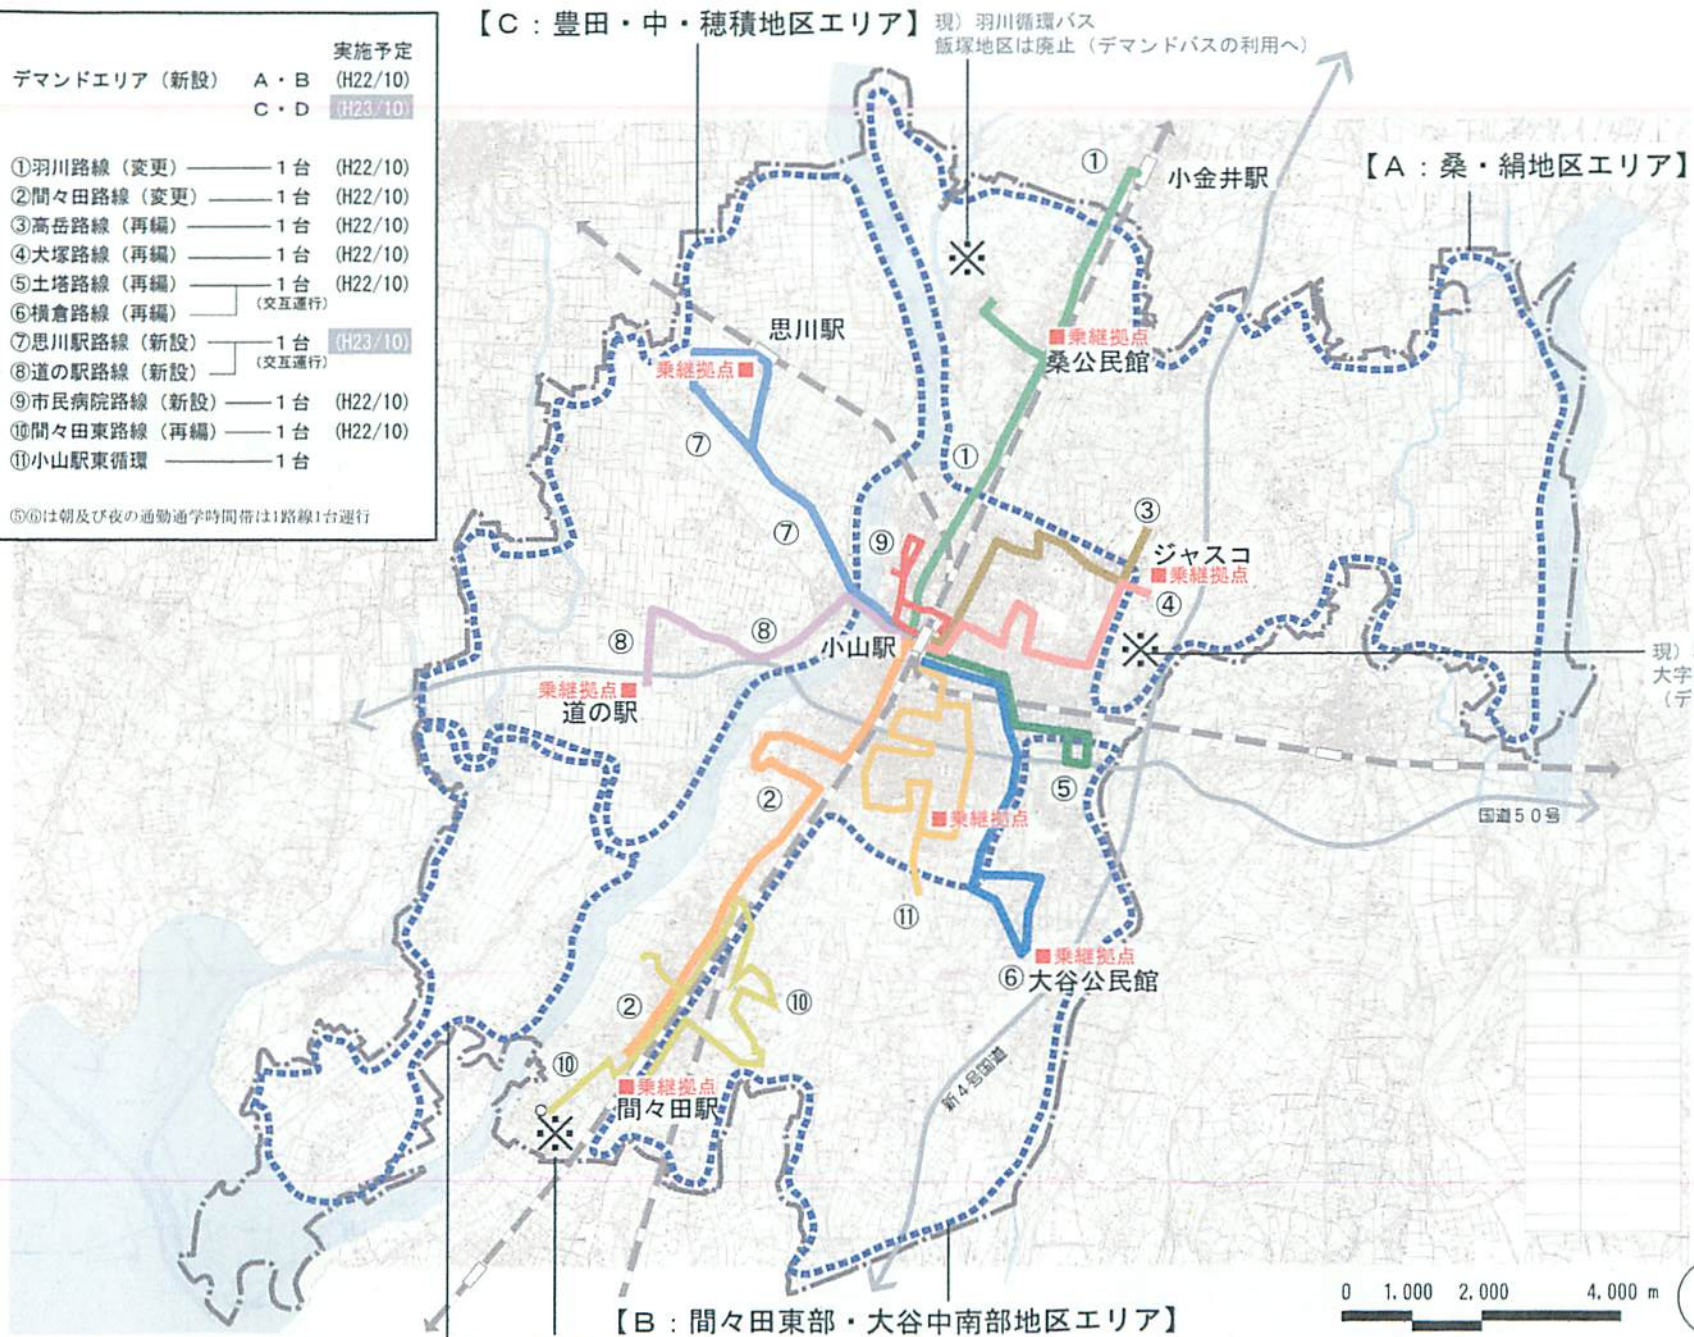 実施予定
デマンドエリア（新設） A・B (H22/10)
C・D (H23/10)
①羽川路線（変更） 1台 (H22/10)
②間々田路線（変更） 1台 (H22/10)
③高岳路線（再編） 1台 (H22/10)
④犬塚路線（再編） 1台 (H22/10)
⑤土塔路線（再編） 1台 (H22/10)
(交互運行)
⑥横倉路線（再編）
⑦思川駅路線（新設） 1台 (H23/10)
(交互運行)
⑧道の駅路線（新設）
⑨市民病院路線（新設） 1台 (H22/10)
⑩間々田東路線（再編） 1台 (H22/10)
⑪小山駅東循環 1台
⑤⑥は朝及び夜の通勤通学時間帯は1路線1台運行
【C：豊田・中・穂積地区エリア】
現）羽川循環バス
飯塚地区は廃止（デマンドバスの利用へ）
【A：桑・絹地区エリア】
①
小金井駅
思川駅
乗継拠点
■乗継拠点
桑公民館
⑦
①
⑦
⑨
③
ジャスコ
■乗継拠点
④
⑧
⑧
小山駅
現）
大字
（デ
乗継拠点■
道の駅
②
⑤
■乗継拠点
国道50号
⑪
■乗継拠点
⑥大谷公民館
②
⑩
⑩
■乗継拠点
間々田駅
新4号国道
【B：間々田東部・大谷中南部地区エリア】
0 1,000 2,000 4,000 m